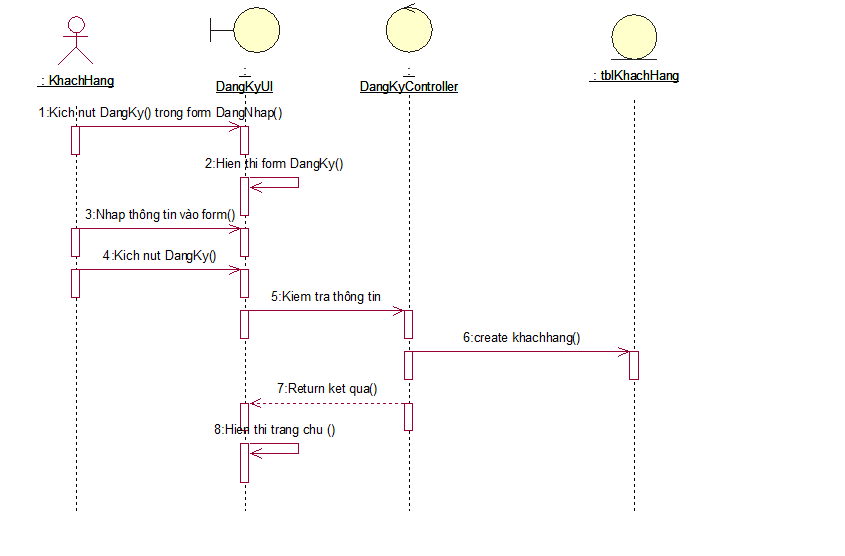 : KhachHang
:
DangKyUI
:
DangKyController
: tblKhachHang
1:Kich nut DangKy() trong form DangNhap()
2:Hien thi form DangKy()
3:Nhap thông tin vào form()
4:Kich nut DangKy()
5:Kiem tra thông tin
6:create khachhang()
7:Return ket qua()
8:Hien thi trang chu ()